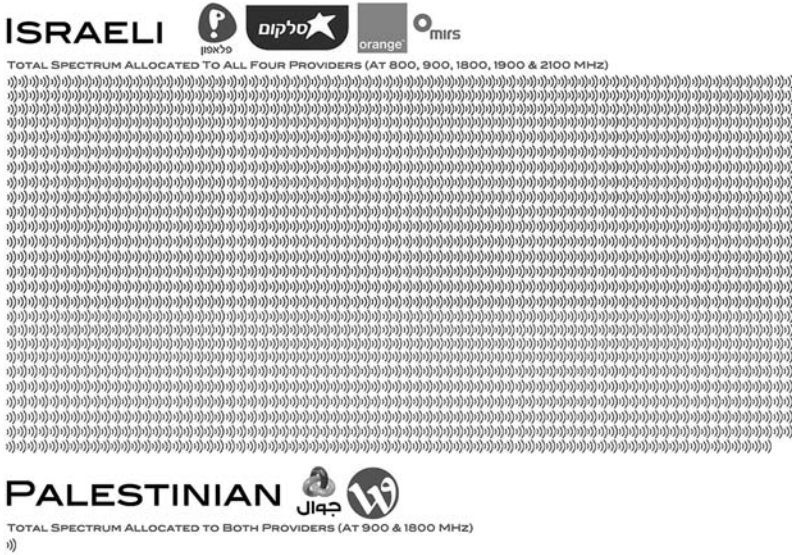 ISRAELI
פלאפון
סלקום
orange
mirs
TOTAL SPECTRUM ALLOCATED TO ALL FOUR PROVIDERS (AT 800, 900, 1800, 1900 & 2100 MHZ)
PALESTINIAN
جوال
W
TOTAL SPECTRUM ALLOCATED TO BOTH PROVIDERS (AT 900 & 1800 MHZ)